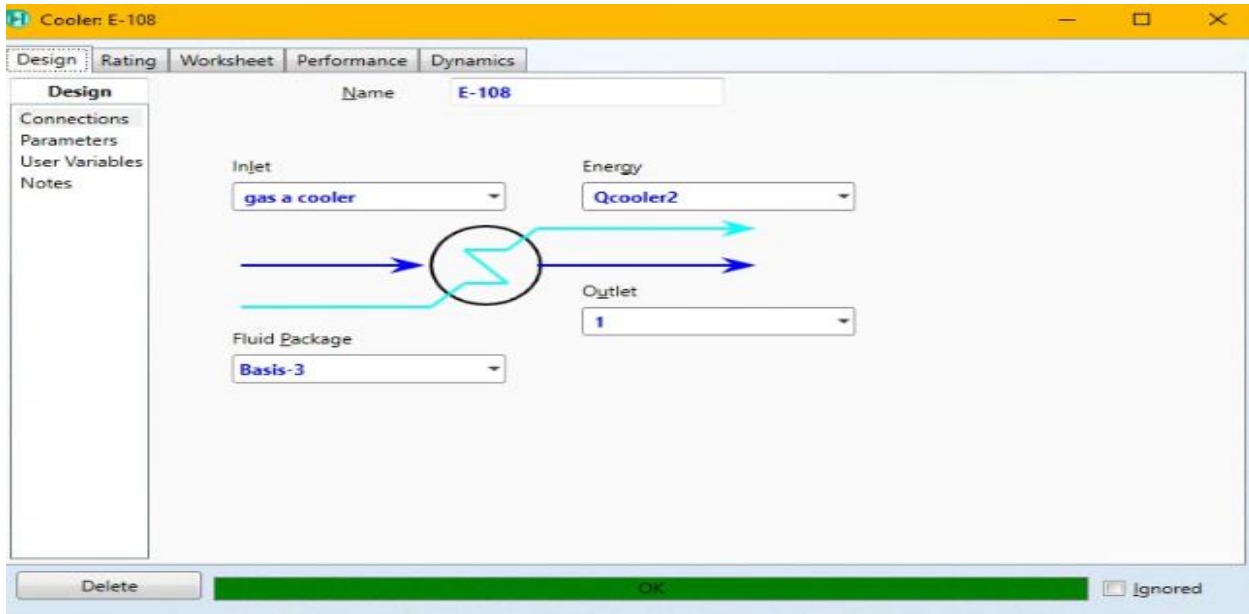 Cooler: E-108
Design Rating Worksheet Performance Dynamics
Design
Connections
Parameters
User Variables
Notes
Name E-108
Inlet
gas a cooler
Energy
Qcooler2
Outlet
1
Fluid Package
Basis-3
Delete
OK
Ignored